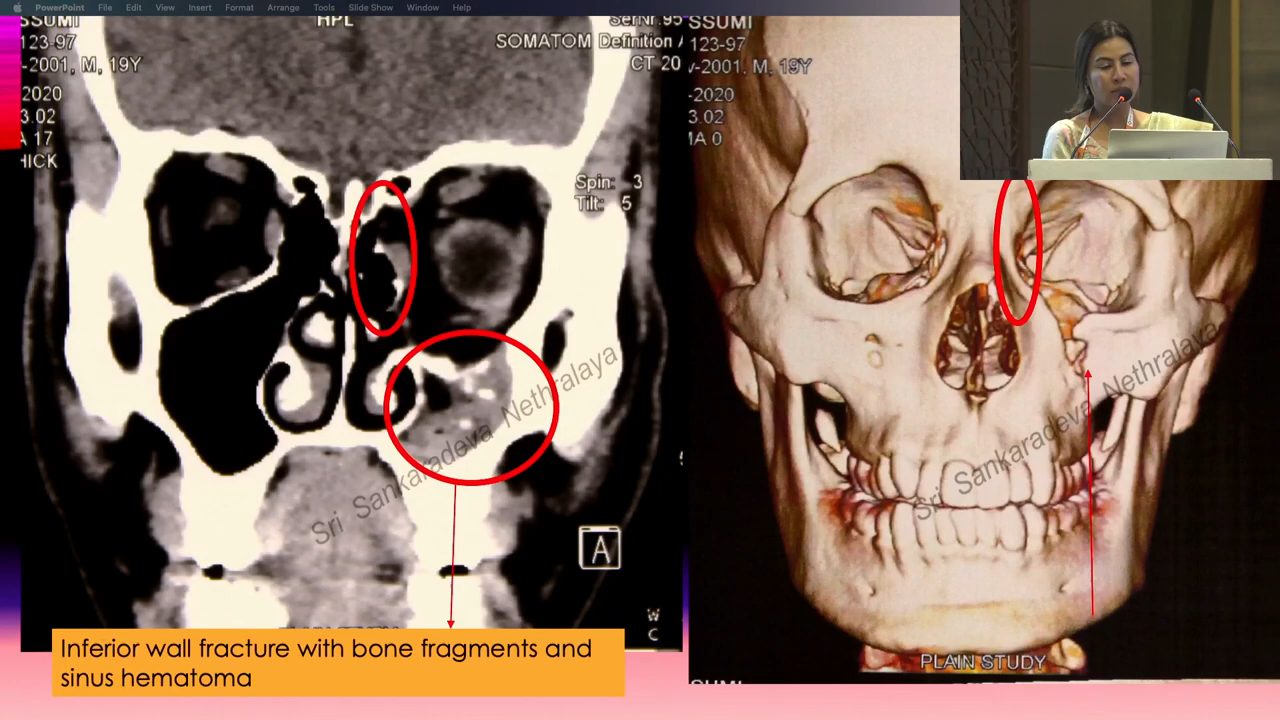 PowerPoint File Edit View Insert Format Arrange Tools Slide Show Window Help
SSUMI
123-97
-2001, M, 19Y
2020
3.02
A 17
HICK
HPL
SerNr.95
SOMATOM Definition
CT 20
Spin: 3
Tilt: 5
A
W
C
Sri Sankaradeva Nethralaya
Inferior wall fracture with bone fragments and
sinus hematoma
SSUMI
123-97
-2001, M, 19Y
-2020
3.02
IA 0
Sri Sankaradeva Nethralaya
PLAIN STUDY